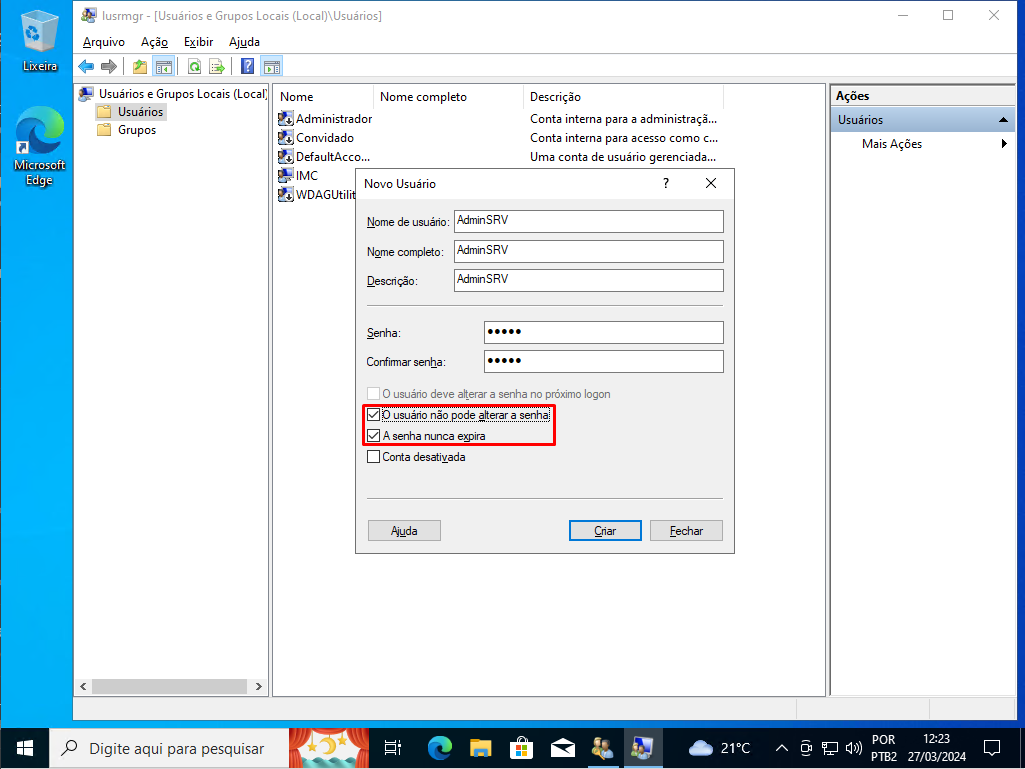 lusrmgr - [Usuários e Grupos Locais (Local)\Usuários]
Arquivo Ação Exibir Ajuda
Lixeira
Microsoft
Edge
Usuários e Grupos Locais (Local)
Usuários
Grupos
Nome Nome completo Descrição
Administrador Conta interna para a administraçã...
Convidado Conta interna para acesso como c...
DefaultAcco... Uma conta de usuário gerenciada...
IMC
WDAGUtilit
Ações
Usuários
Mais Ações
Novo Usuário ?
Nome de usuário: AdminSRV
Nome completo: AdminSRV
Descrição: AdminSRV
Senha: •••••
Confirmar senha: •••••
O usuário deve alterar a senha no próximo logon
O usuário não pode alterar a senha
A senha nunca expira
Conta desativada
Ajuda Criar Fechar
Digite aqui para pesquisar
21°C
POR
PTB2
12:23
27/03/2024